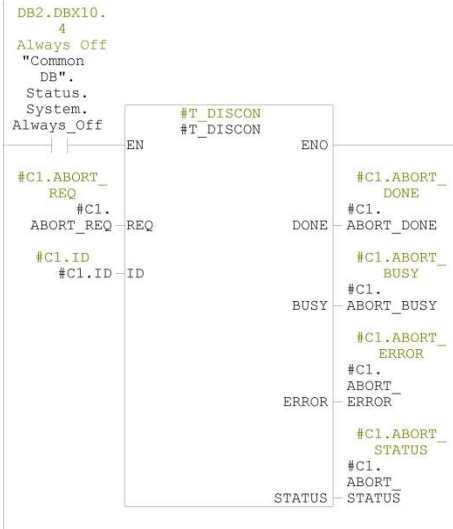 DB2.DBX10.
4
Always Off
"Common
DB".
Status.
System.
Always_Off
#T_DISCON
#T_DISCON
EN
ENO
#C1.ABORT_
REQ
#C1.
ABORT_REQ
REQ
#C1.ABORT_
DONE
#C1.
DONE
ABORT_DONE
#C1.ID
#C1.ID
ID
#C1.ABORT_
BUSY
#C1.
BUSY
ABORT_BUSY
#C1.ABORT_
ERROR
#C1.
ABORT_
ERROR
ERROR
#C1.ABORT_
STATUS
#C1.
ABORT_
STATUS
STATUS